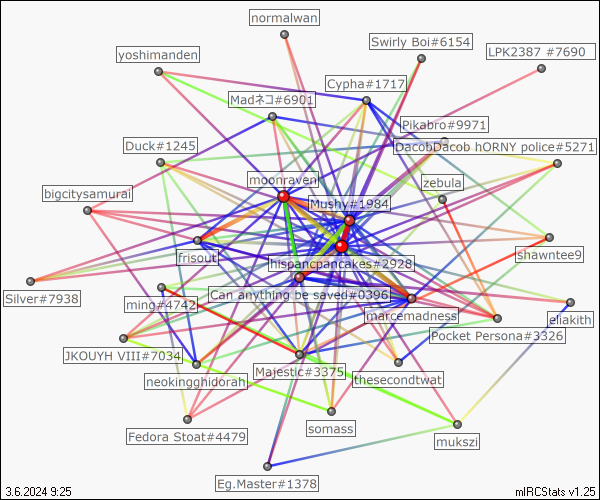 normalwan
Swirly Boi#6154
LPK2387 #7690
yoshimanden
Cypha#1717
Madネコ#6901
Pikabro#9971
Duck#1245
DacobDacob hORNY police#5271
moonraven
zebula
bigcitysamurai
Mushy#1984
frisout
hispancpancakes#2928
shawntee9
Silver#7938
ming#4742
Can anything be saved#0396
marcemadness
jeliakith
Pocket Persona#3326
JKOUYH VIII#7034
neokingghidorah
Majestic#3375
thesecondtwat
Fedora Stoat#4479
somass
mukszi
Eg.Master#1378
3.6.2024 9:25
mIRCStats v1.25